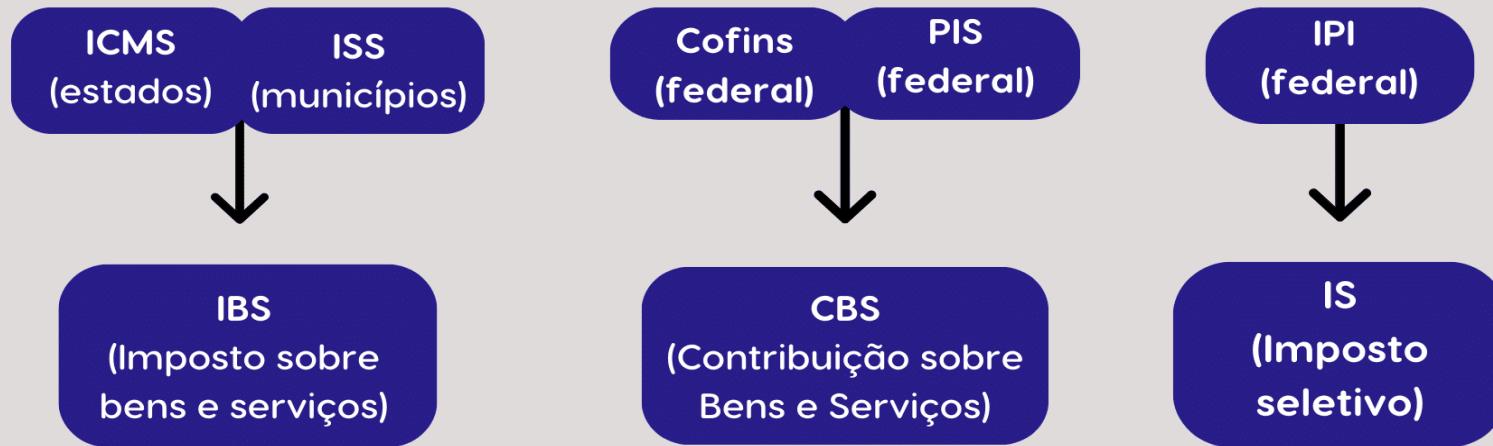 ICMS
(estados)
ISS
(municípios)
Cofins
(federal)
PIS
(federal)
IPI
(federal)
IBS
(Imposto sobre
bens e serviços)
CBS
(Contribuição sobre
Bens e Serviços)
IS
(Imposto
seletivo)